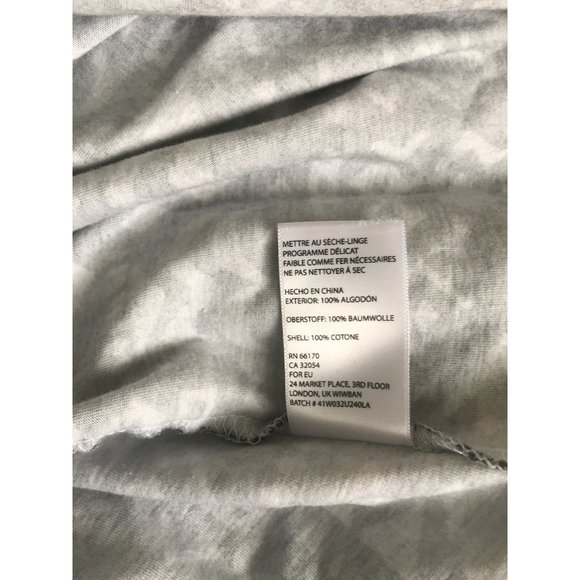 METTRE AU SÈCHE-LINGE
PROGRAMME DÉLICAT
FAIBLE COMME FER NÉCESSAIRES
NE PAS NETTOYER Á SEC
HECHO EN CHINA
EXTERIOR: 100% ALGODÓN
OBERSTOFF: 100% BAUMWOLLE
SHELL: 100% COTONE
RN 66170
CA 32054
FOR EU
24 MARKET PLACE, 3RD FLOOR
LONDON, UK WIWBAN
BATCH # 41W032U240LA